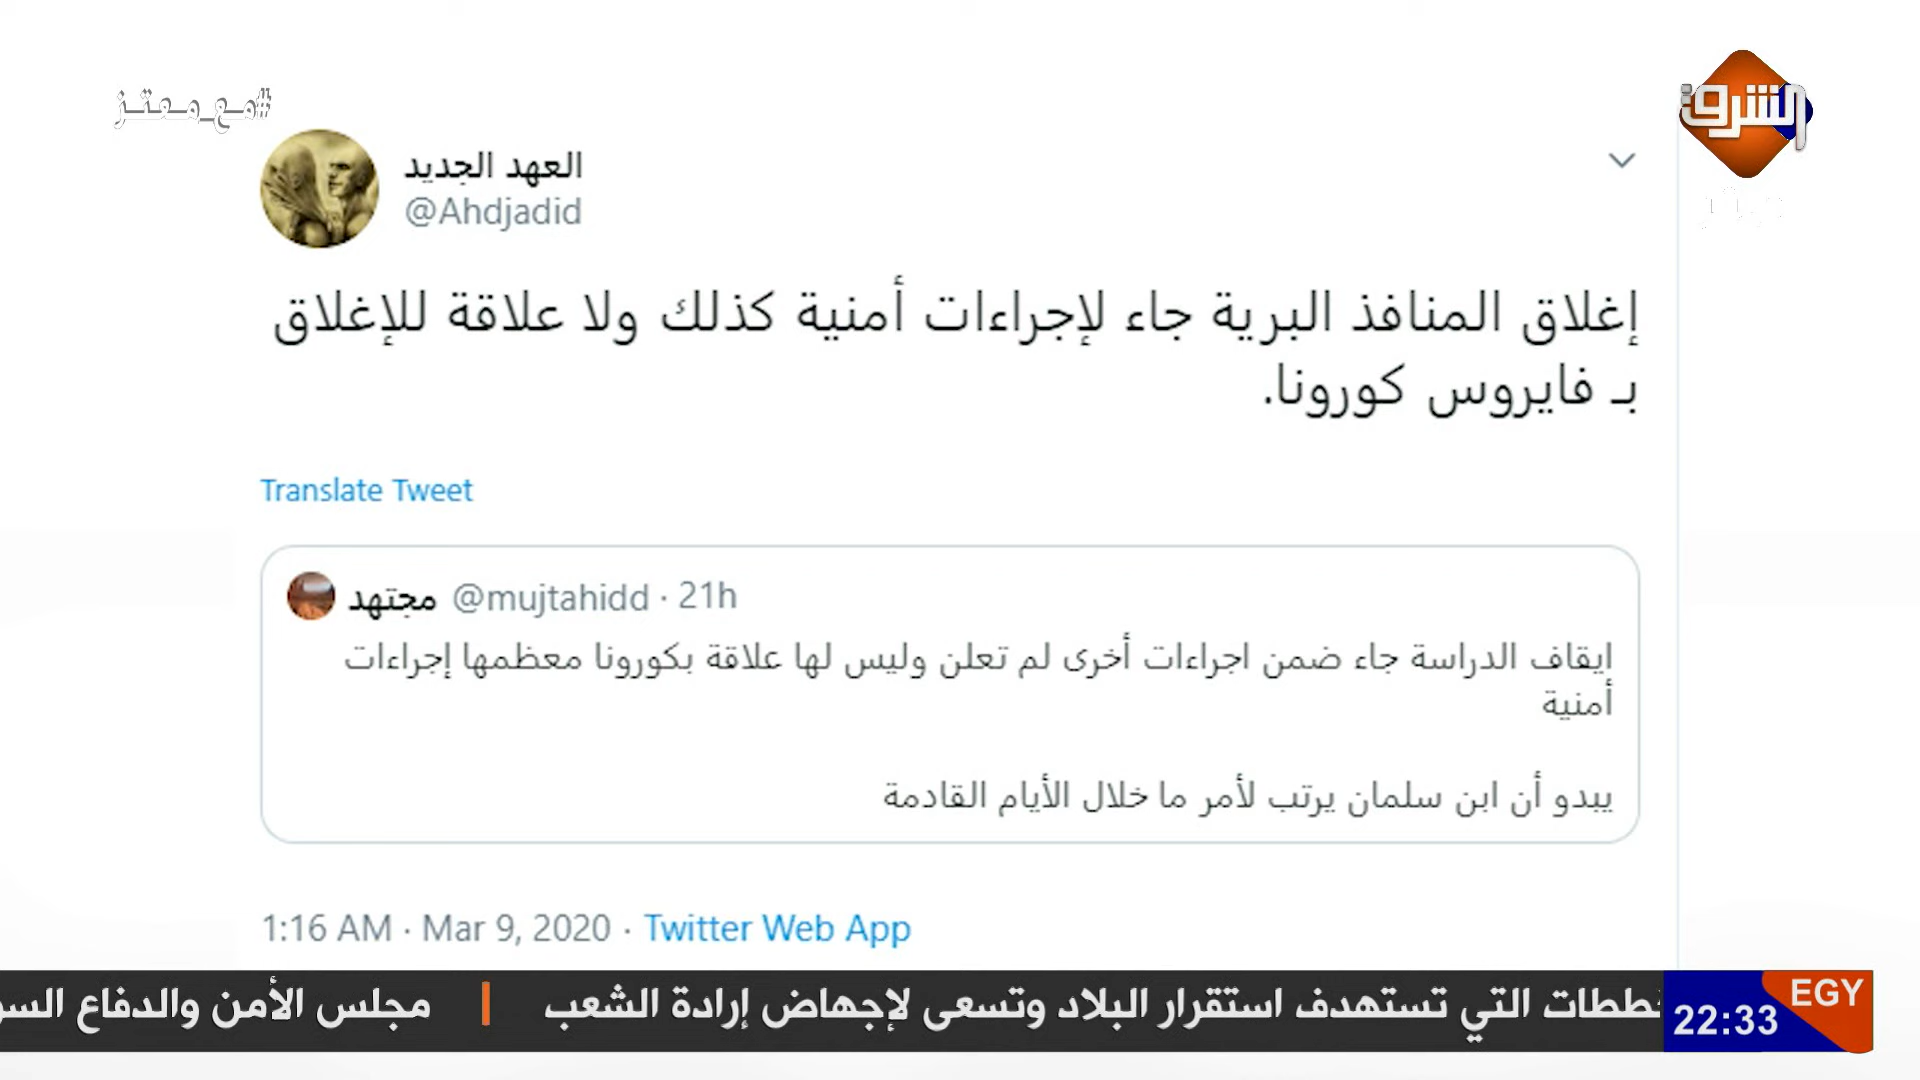 #مع_معتز
الشرق
العهد الجديد
@Ahdjadid
إغلاق المنافذ البرية جاء لإجراءات أمنية كذلك ولا علاقة للإغلاق
بـ فايروس كورونا.
Translate Tweet
مجتهد @mujtahidd · 21h
ايقاف الدراسة جاء ضمن اجراءات أخرى لم تعلن وليس لها علاقة بكورونا معظمها إجراءات
أمنية
يبدو أن ابن سلمان يرتب لأمر ما خلال الأيام القادمة
1:16 AM · Mar 9, 2020 · Twitter Web App
التي تستهدف استقرار البلاد وتسعى لإجهاض إرادة الشعب | مجلس الأمن والدفاع
EGY
22:33